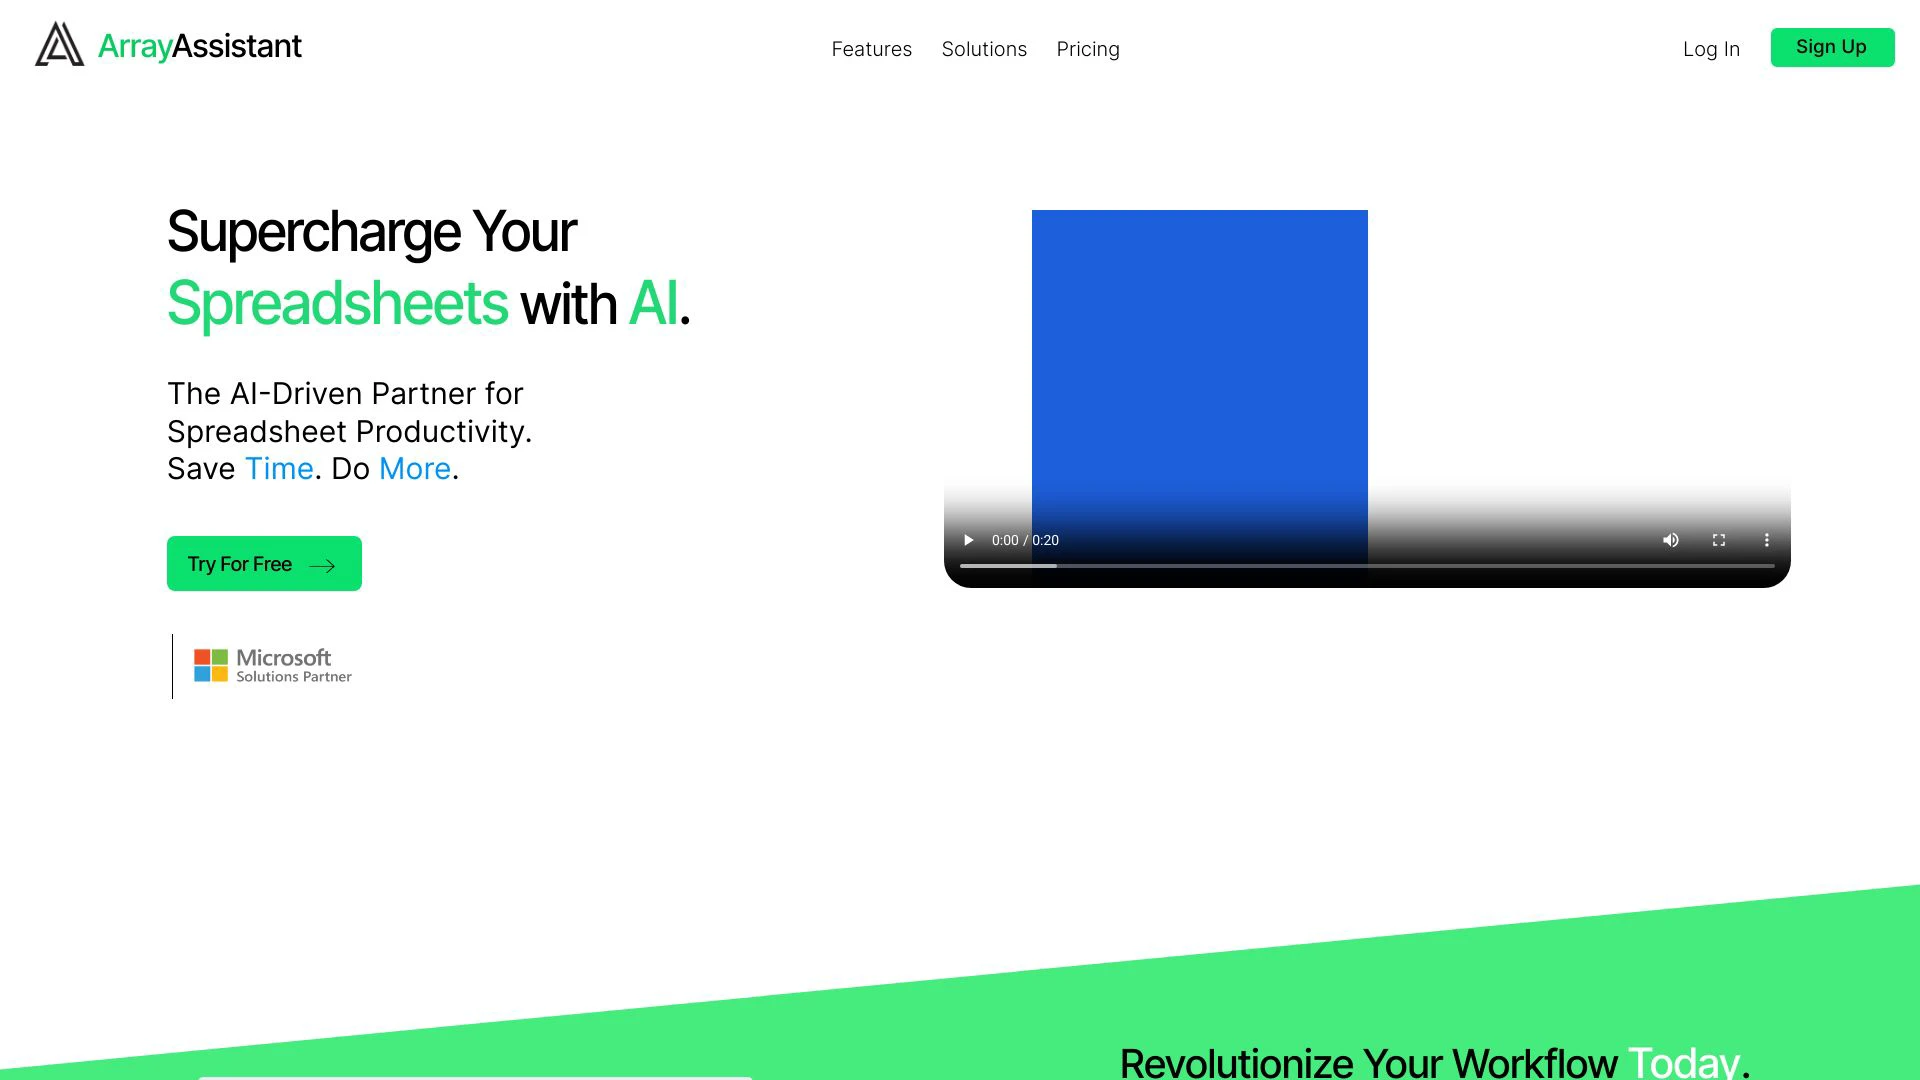 ArrayAssistant
Features Solutions Pricing
Log In
Sign Up
Supercharge Your
Spreadsheets with AI.
The AI-Driven Partner for
Spreadsheet Productivity.
Save Time. Do More.
Try For Free
Microsoft
Solutions Partner
0:00 / 0:20
Revolutionize Your Workflow Today.